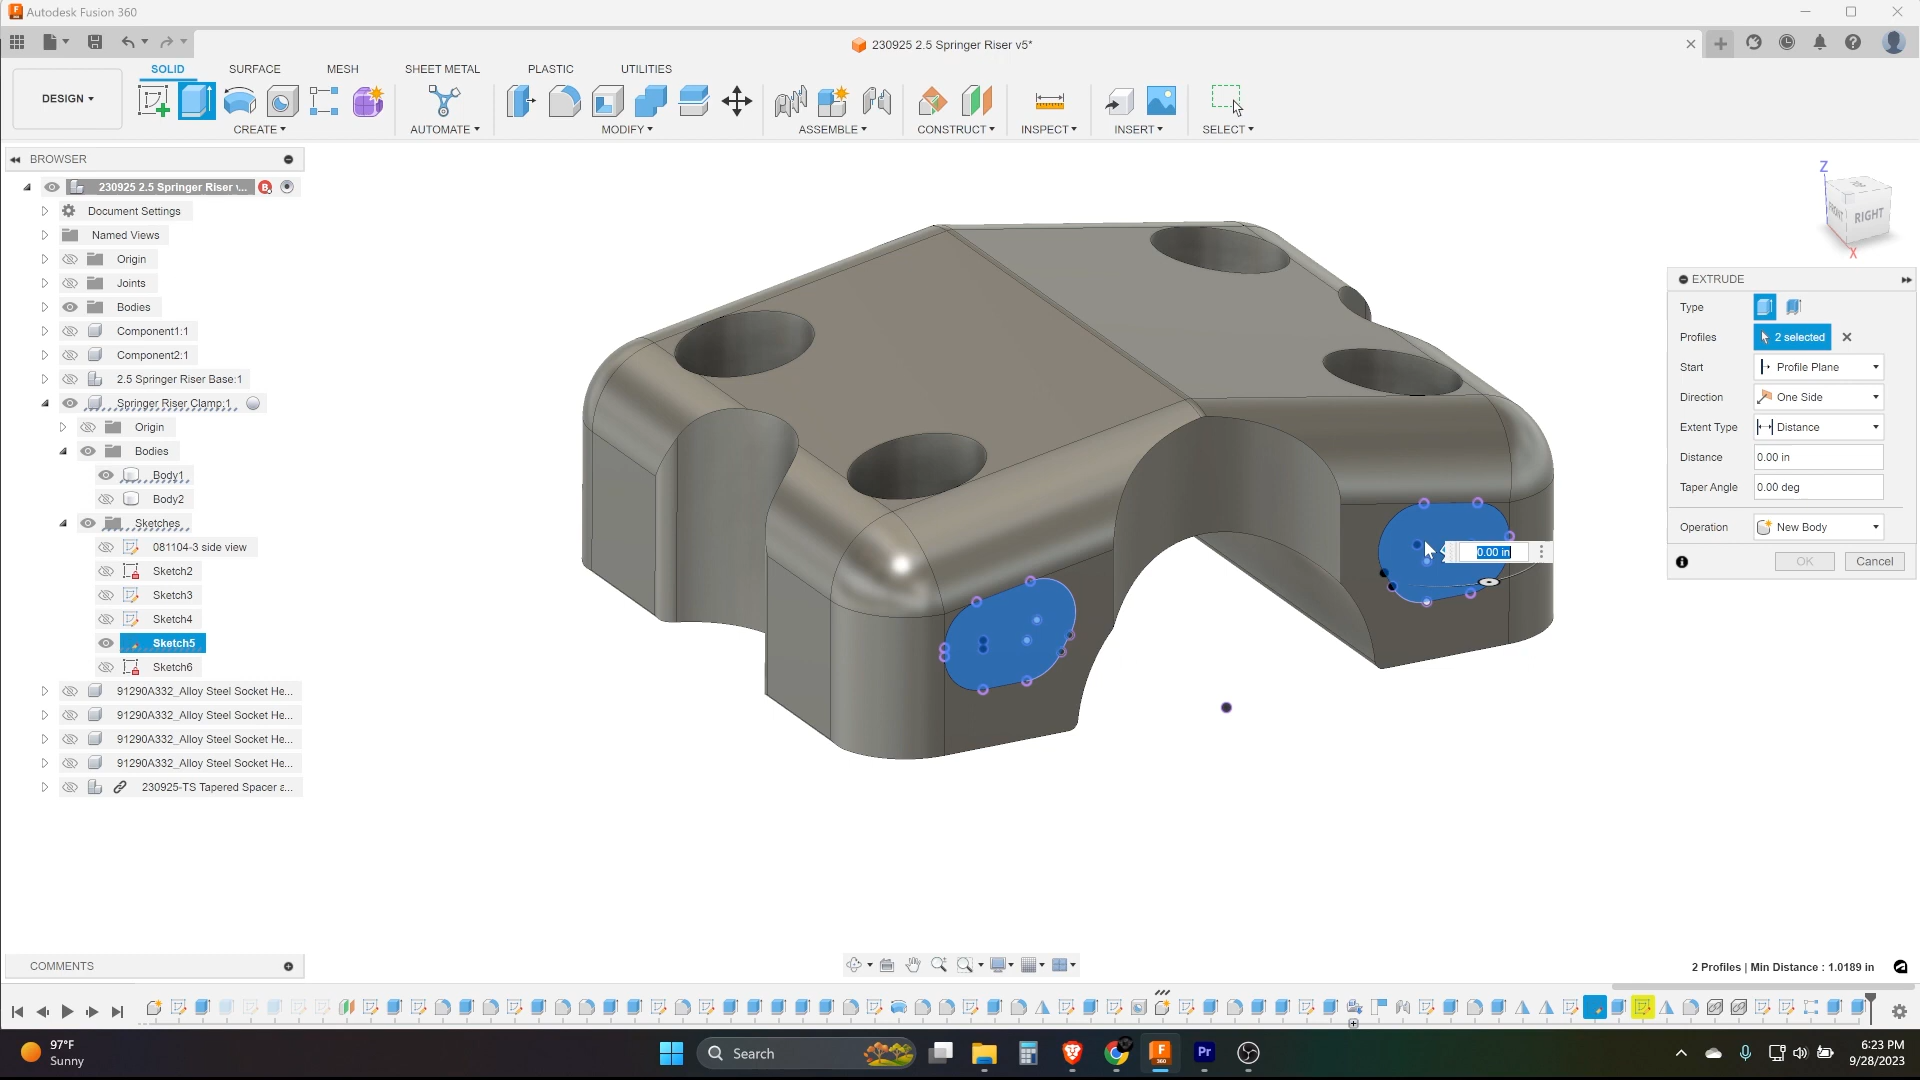 Autodesk Fusion 360
230925 2.5 Springer Riser v5*
SOLID
SURFACE
MESH
SHEET METAL
PLASTIC
UTILITIES
DESIGN
CREATE
AUTOMATE
MODIFY
ASSEMBLE
CONSTRUCT
INSPECT
INSERT
SELECT
BROWSER
230925 2.5 Springer Riser v...
Document Settings
Named Views
Origin
Joints
Bodies
Component1:1
Component2:1
2.5 Springer Riser Base:1
Springer Riser Clamp:1
Origin
Bodies
Body1
Body2
Sketches
081104-3 side view
Sketch2
Sketch3
Sketch4
Sketch5
Sketch6
91290A332_Alloy Steel Socket He...
91290A332_Alloy Steel Socket He...
91290A332_Alloy Steel Socket He...
91290A332_Alloy Steel Socket He...
230925-TS Tapered Spacer a...
Z
FRONT
RIGHT
X
EXTRUDE
Type
Profiles
2 selected
Start
Profile Plane
Direction
One Side
Extent Type
Distance
Distance
0.00 in
Taper Angle
0.00 deg
Operation
New Body
OK
Cancel
0.00 in
COMMENTS
2 Profiles | Min Distance : 1.0189 in
97°F
Sunny
Search
6:23 PM
9/28/2023